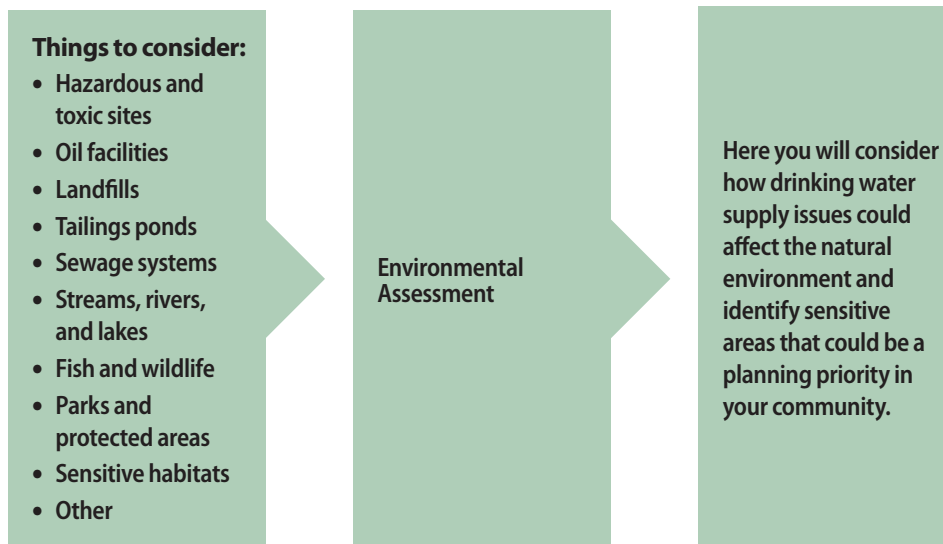 Things to consider:
• Hazardous and
toxic sites
• Oil facilities
• Landfills
• Tailings ponds
• Sewage systems
• Streams, rivers,
and lakes
• Fish and wildlife
• Parks and
protected areas
• Sensitive habitats
• Other
Environmental
Assessment
Here you will consider
how drinking water
supply issues could
affect the natural
environment and
identify sensitive
areas that could be a
planning priority in
your community.